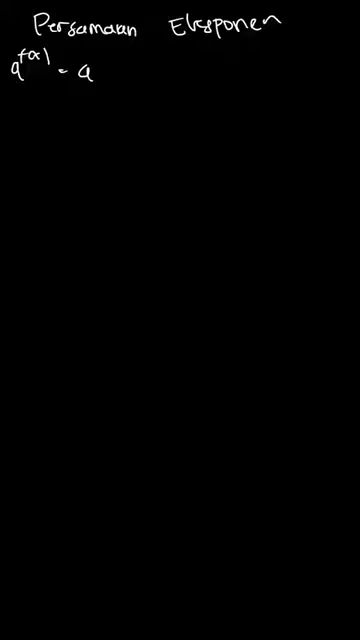 Persamaan Eksponen
a^f(x) = a